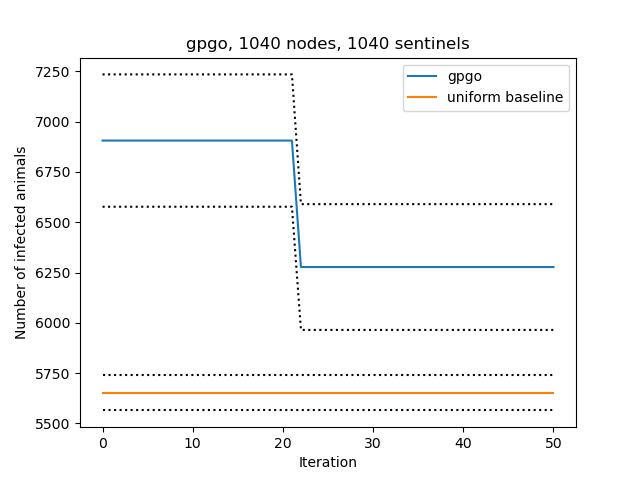 gpgo, 1040 nodes, 1040 sentinels
gpgo
uniform baseline
Number of infected animals
7250
7000
6750
6500
6250
6000
5750
5500
0 10 20 30 40 50
Iteration